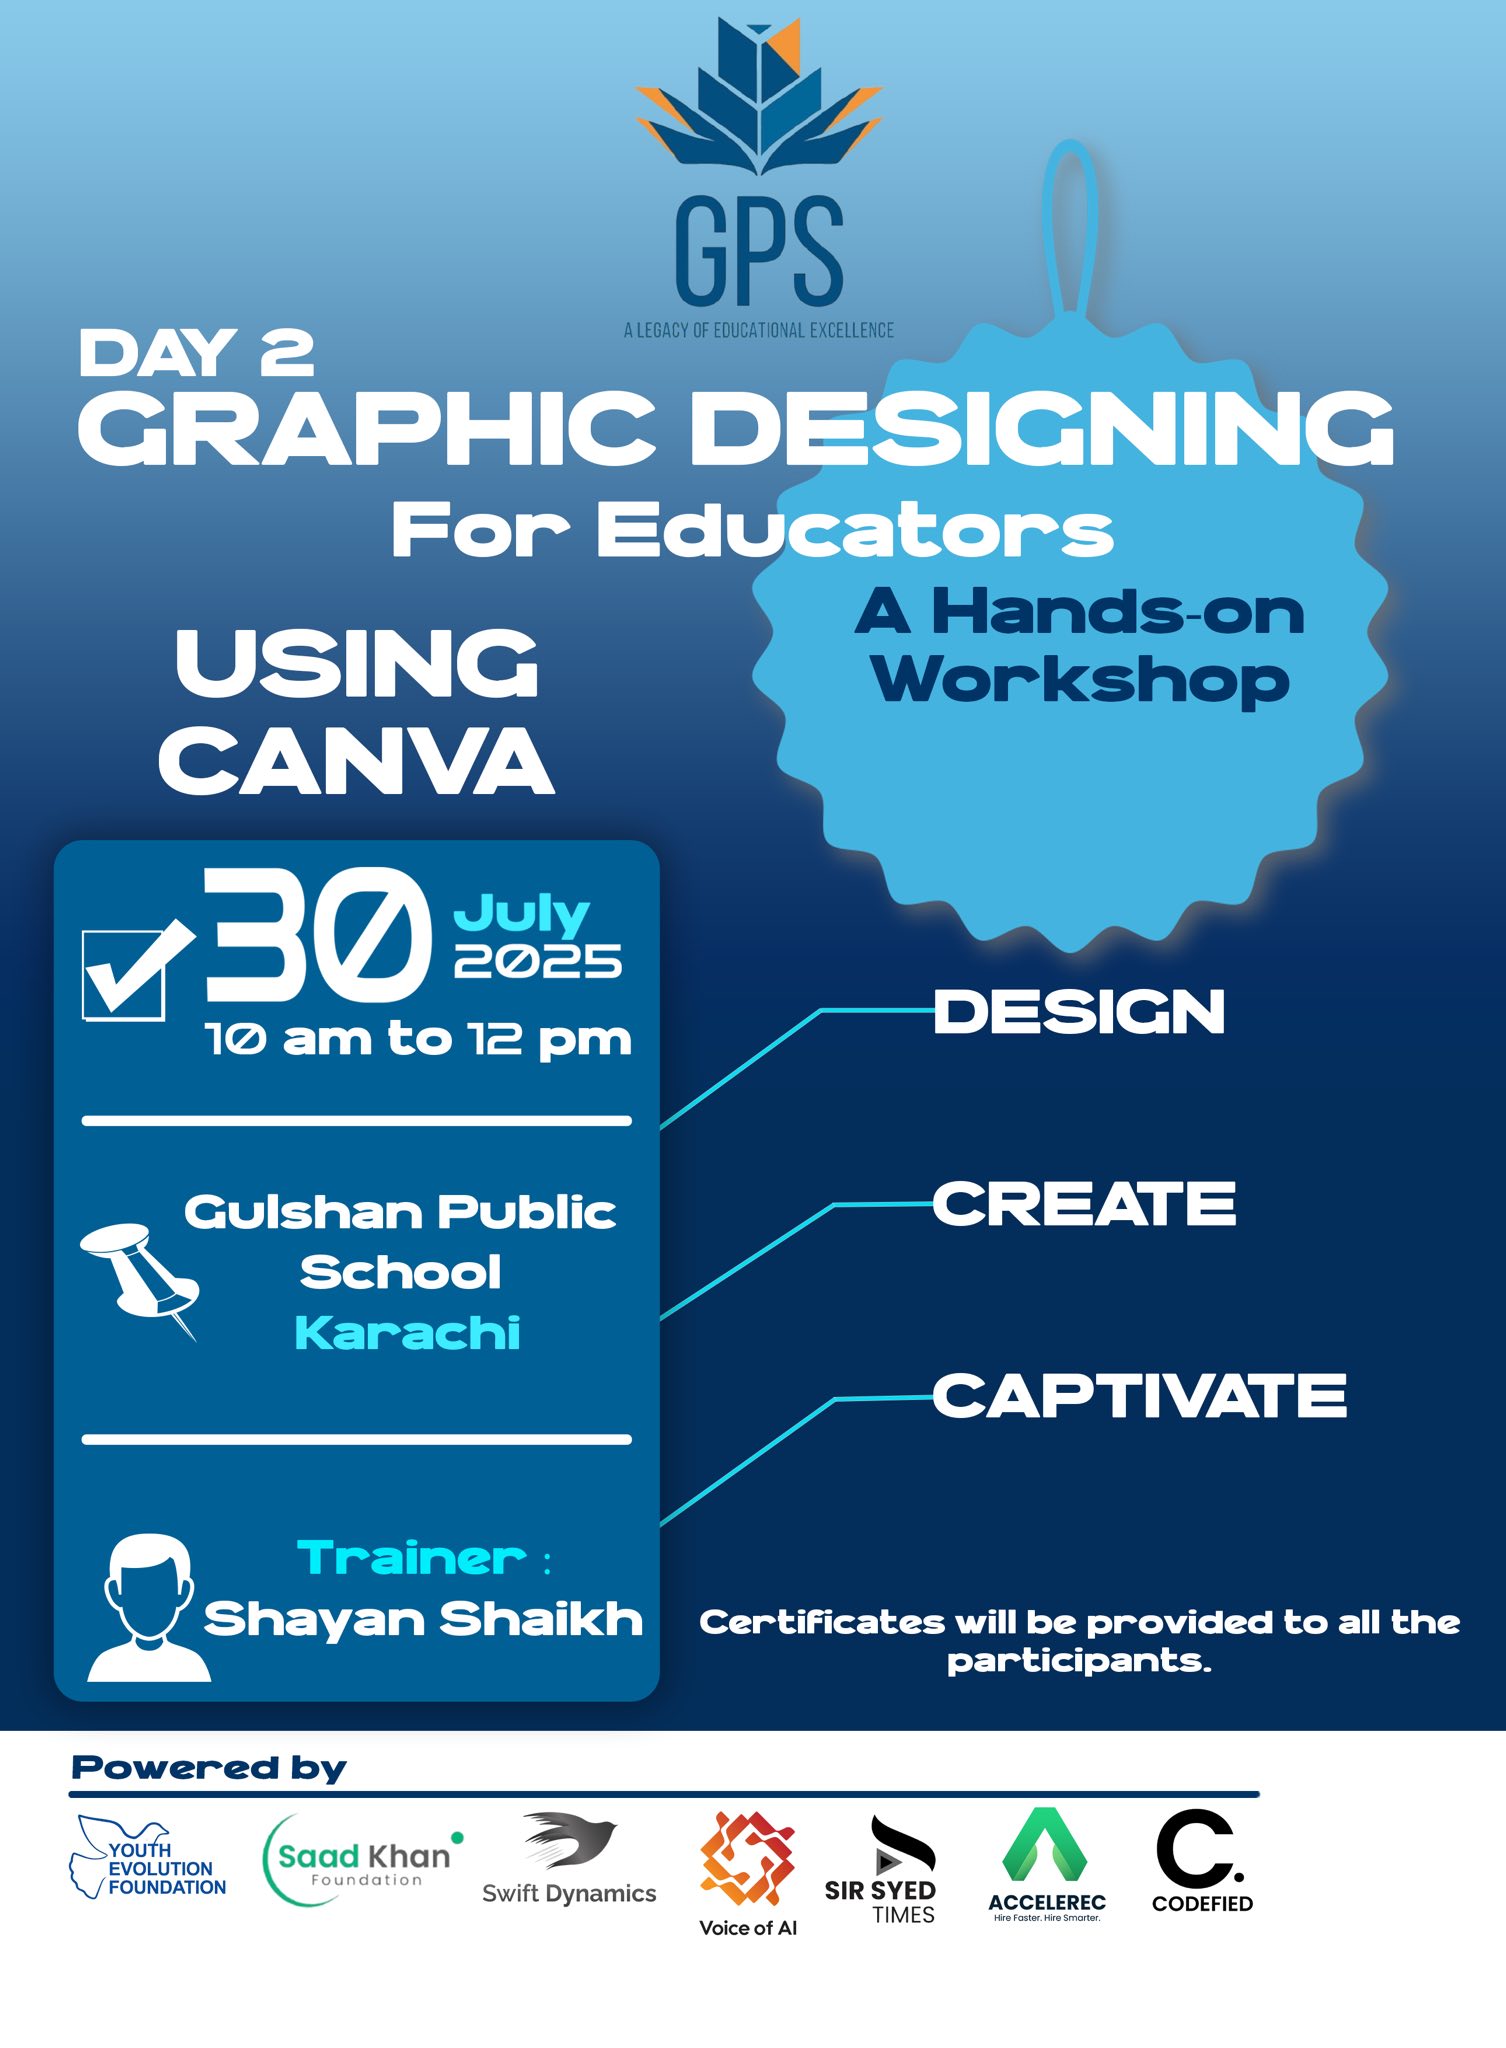 GPS
A LEGACY OF EDUCATIONAL EXCELLENCE
DAY 2
GRAPHIC DESIGNING
For Educators
A Hands-on
Workshop
USING
CANVA
30
July
2025
10 am to 12 pm
Gulshan Public
School
Karachi
Trainer :
Shayan Shaikh
DESIGN
CREATE
CAPTIVATE
Certificates will be provided to all the
participants.
Powered by
YOUTH
EVOLUTION
FOUNDATION
Saad Khan
Foundation
Swift Dynamics
Voice of AI
SIR SYED
TIMES
ACCELEREC
Hire Faster. Hire Smarter.
C.
CODEFIED